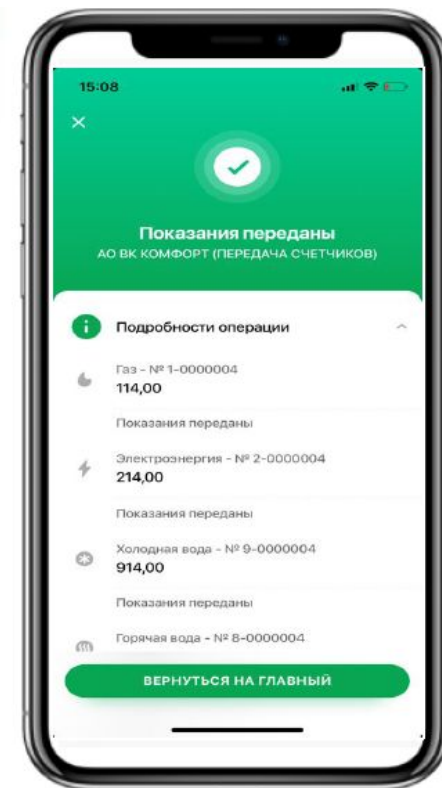 15:08
Показания переданы
АО ВК КОМФОРТ (ПЕРЕДАЧА СЧЕТЧИКОВ)
Подробности операции
Газ - № 1-0000004
114,00
Показания переданы
Электроэнергия - № 2-0000004
214,00
Показания переданы
Холодная вода - № 9-0000004
914,00
Показания переданы
Горячая вода - № 8-0000004
ВЕРНУТЬСЯ НА ГЛАВНЫЙ